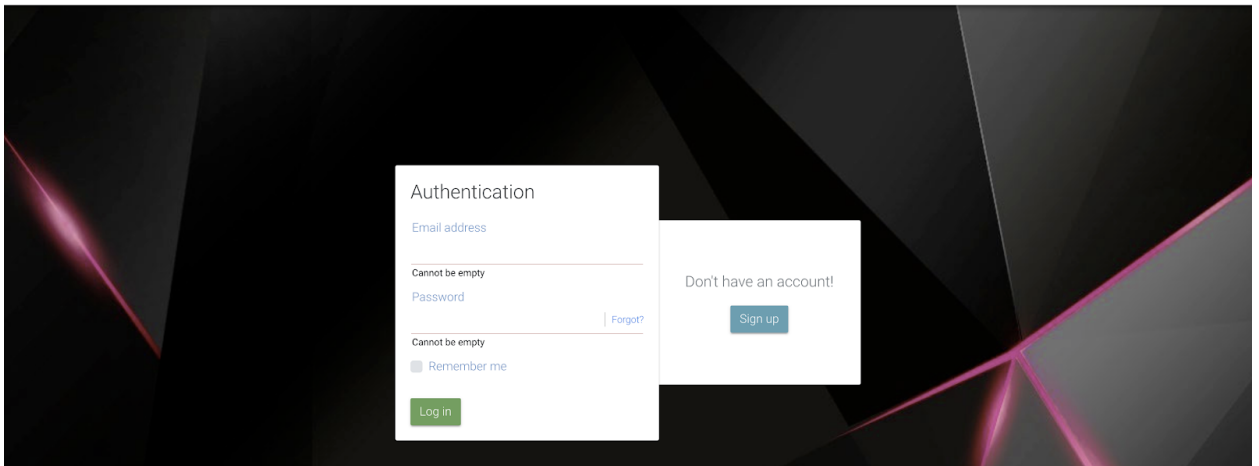 Authentication
Email address
Cannot be empty
Password
Forgot?
Cannot be empty
Remember me
Log in
Don't have an account!
Sign up